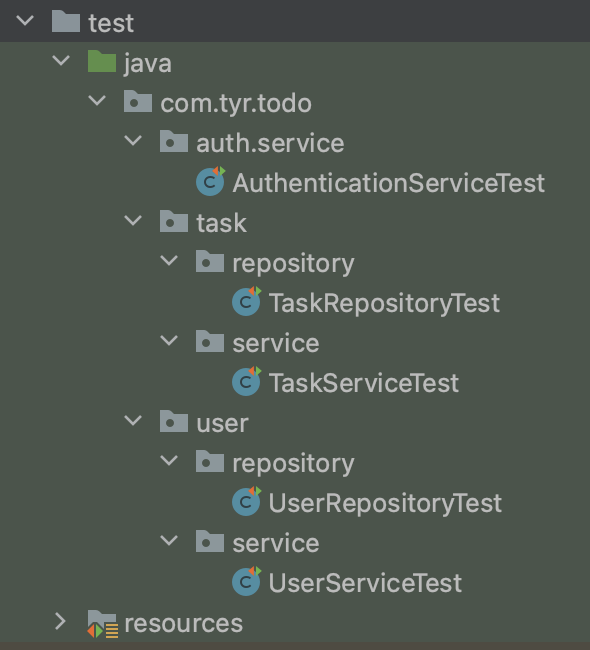 test
java
com.tyr.todo
auth.service
AuthenticationServiceTest
task
repository
TaskRepositoryTest
service
TaskServiceTest
user
repository
UserRepositoryTest
service
UserServiceTest
resources